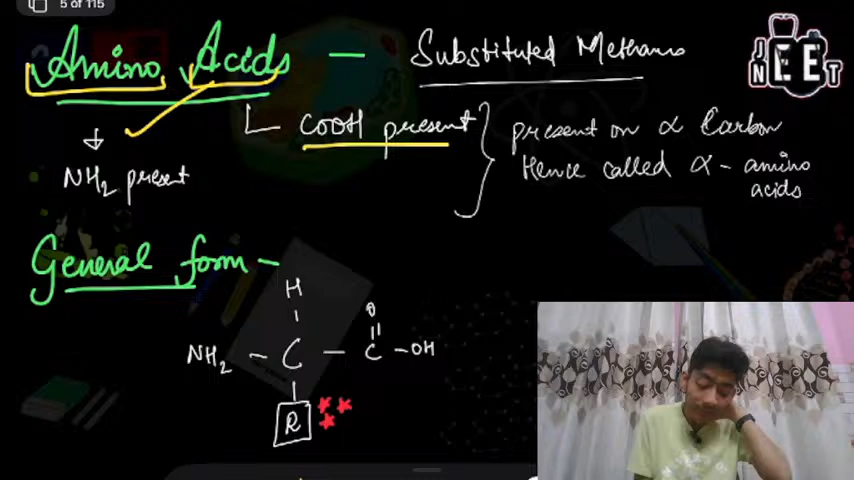 5 of 115
Amino Acids — Substituted Methane
COOH present
present on α Carbon
Hence called α - amino
acids
NH2 present
General form -
H
O
NH2 - C - C - OH
R
JNEET